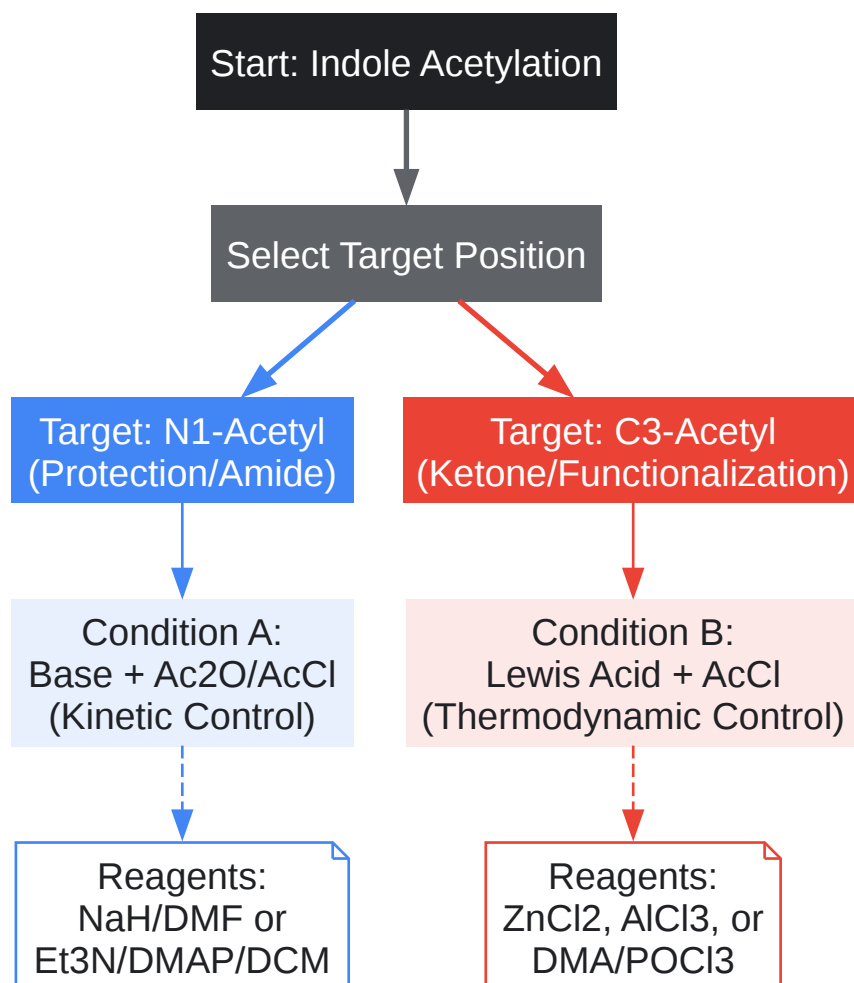 Start: Indole Acetylation
Select Target Position
Target: N1-Acetyl
(Protection/Amide)
Target: C3-Acetyl
(Ketone/Functionalization)
Condition A:
Base + Ac2O/AcCl
(Kinetic Control)
Condition B:
Lewis Acid + AcCl
(Thermodynamic Control)
Reagents:
NaH/DMF or
Et3N/DMAP/DCM
Reagents:
ZnCl2, AlCl3, or
DMA/POCl3